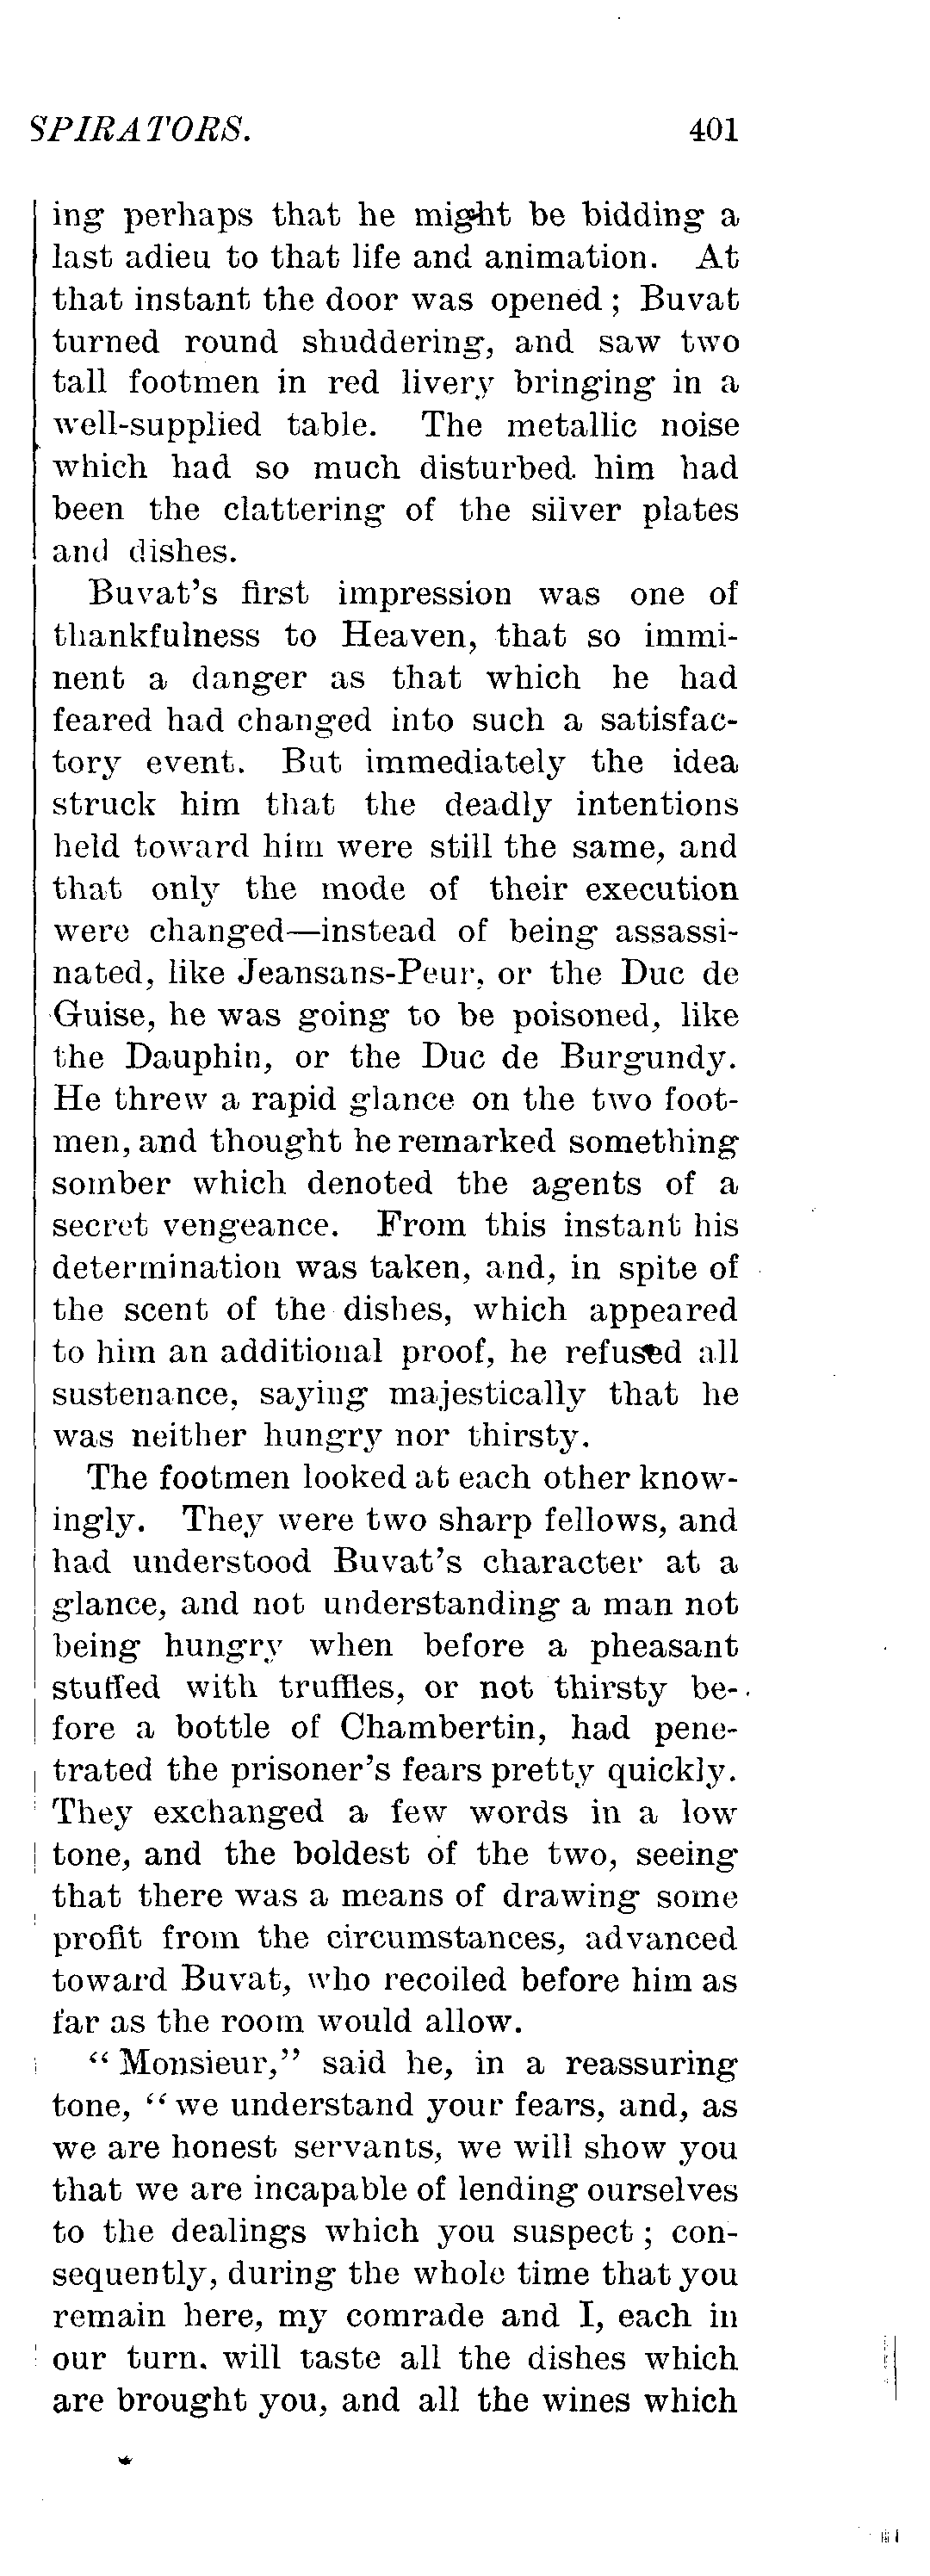 SPIRATORS. 401
ing perhaps that he might be bidding a
last adieu to that life and animation. At
that instant the door was opened ; Buvat
turned round shuddering, and saw two
tall footmen in red livery bringing in a
well-supplied table. The metallic noise
which had so much disturbed him had
been the clattering of the silver plates
and dishes.
Buvat's first impression was one of
thankfulness to Heaven, that so immi-
nent a danger as that which he had
feared had changed into such a satisfac-
tory event. But immediately the idea
struck him that the deadly intentions
held toward him were still the same, and
that only the mode of their execution
were changed—instead of being assassi-
nated, like Jeansans-Peur, or the Duc de
Guise, he was going to be poisoned, like
the Dauphin, or the Duc de Burgundy.
He threw a rapid glance on the two foot-
men, and thought he remarked something
somber which denoted the agents of a
secret vengeance. From this instant his
determination was taken, and, in spite of
the scent of the dishes, which appeared
to him an additional proof, he refused all
sustenance, saying majestically that he
was neither hungry nor thirsty.
The footmen looked at each other know-
ingly. They were two sharp fellows, and
had understood Buvat's character at a
glance, and not understanding a man not
being hungry when before a pheasant
stuffed with truffles, or not thirsty be-
fore a bottle of Chambertin, had pene-
trated the prisoner's fears pretty quickly.
They exchanged a few words in a low
tone, and the boldest of the two, seeing
that there was a means of drawing some
profit from the circumstances, advanced
toward Buvat, who recoiled before him as
far as the room would allow.
“ Monsieur,” said he, in a reassuring
tone, “ we understand your fears, and, as
we are honest servants, we will show you
that we are incapable of lending ourselves
to the dealings which you suspect ; con-
sequently, during the whole time that you
remain here, my comrade and I, each in
our turn. will taste all the dishes which
are brought you, and all the wines which